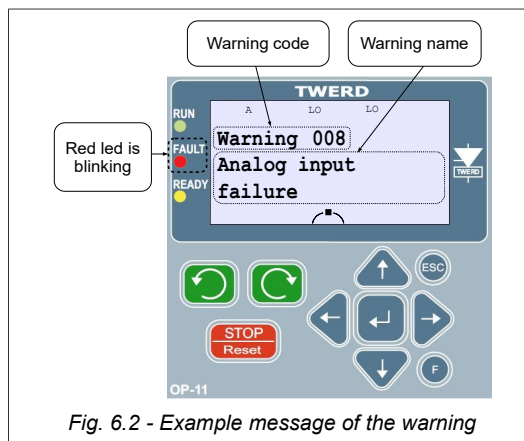 Warning code
Warning name
TWERD
RUN
A LO LO
Warning 008
Red led is
blinking
FAULT
Analog input
failure
READY
TWERD
ESC
STOP
Reset
F
OP-11
Fig. 6.2 - Example message of the warning